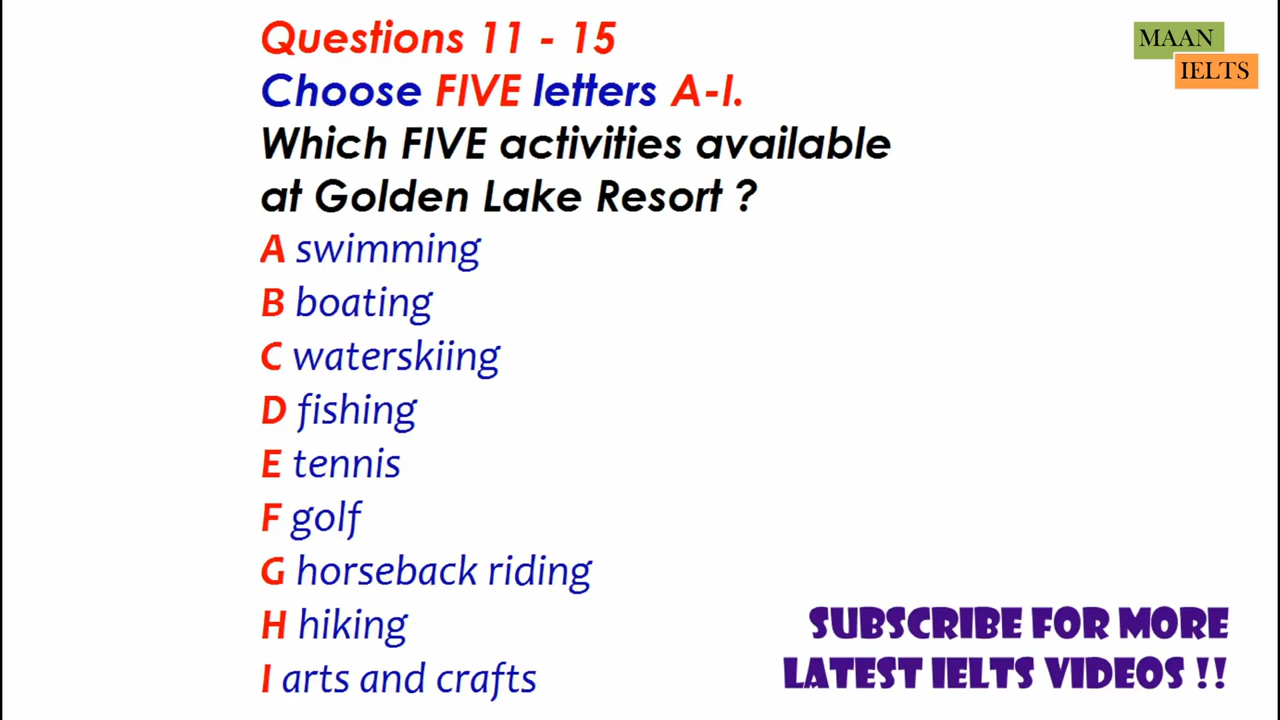 Questions 11 - 15
Choose FIVE letters A-I.
Which FIVE activities available
at Golden Lake Resort ?
A swimming
B boating
C waterskiing
D fishing
E tennis
F golf
G horseback riding
H hiking
I arts and crafts
MAAN
IELTS
SUBSCRIBE FOR MORE
LATEST IELTS VIDEOS !!